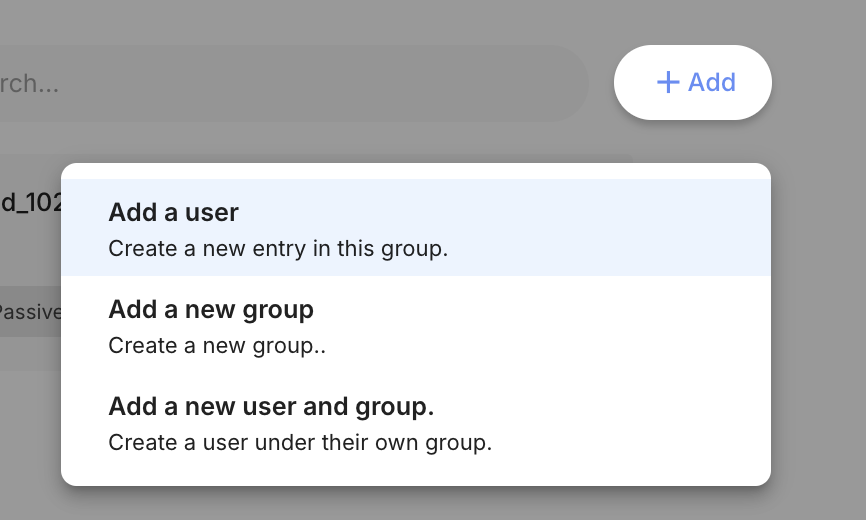 rch...
Add
d_102
Add a user
Create a new entry in this group.
Passive
Add a new group
Create a new group..
Add a new user and group.
Create a user under their own group.